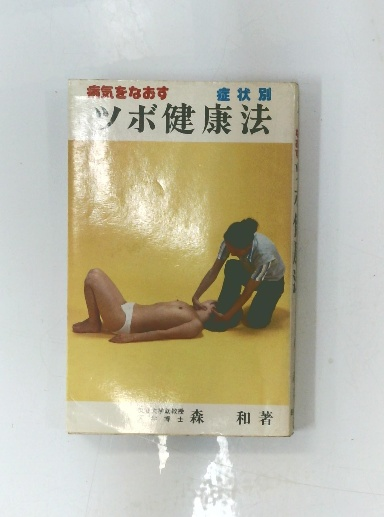 病気をなおす 症状別
ツボ健康法
森 和著